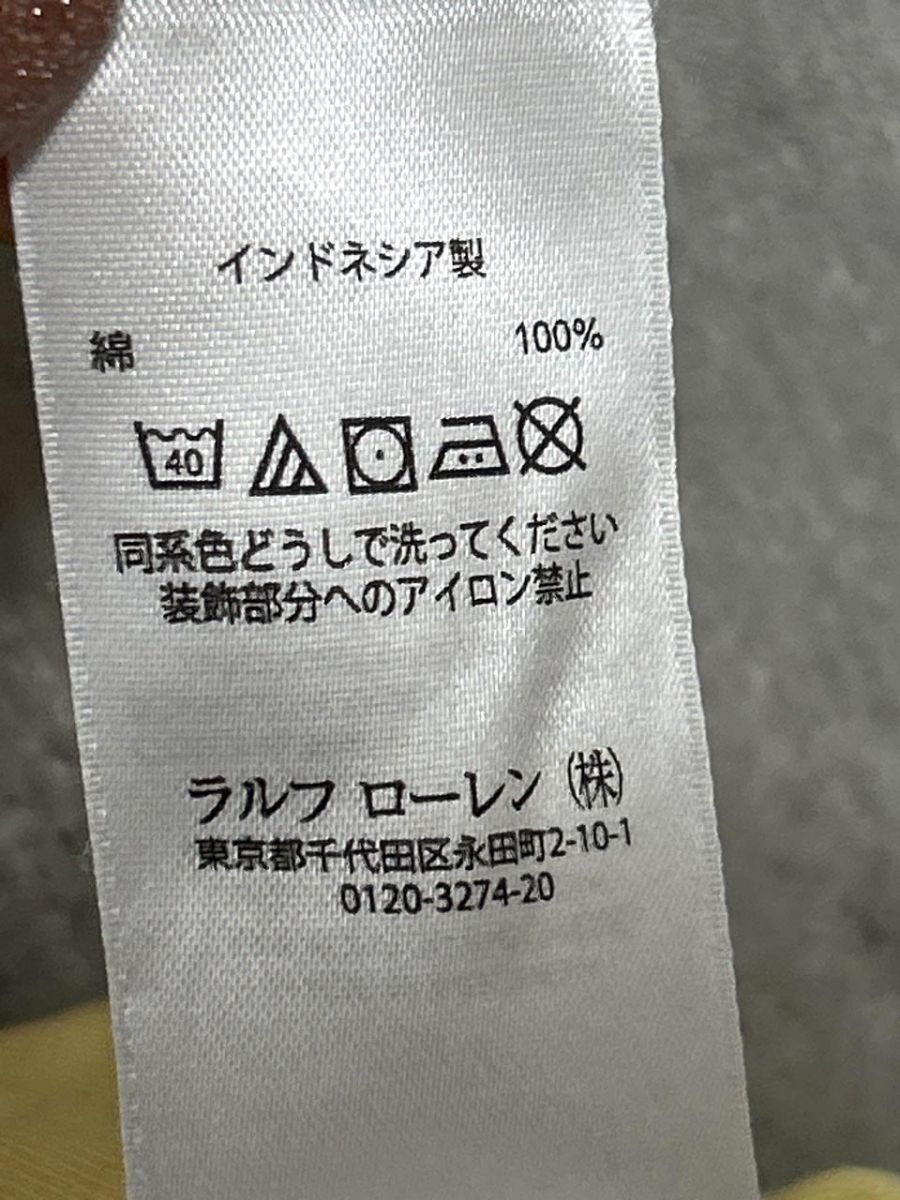 インドネシア製
綿 100%
40
同系色どうしで洗ってください
装飾部分へのアイロン禁止
ラルフ ローレン ㈱
東京都千代田区永田町2-10-1
0120-3274-20